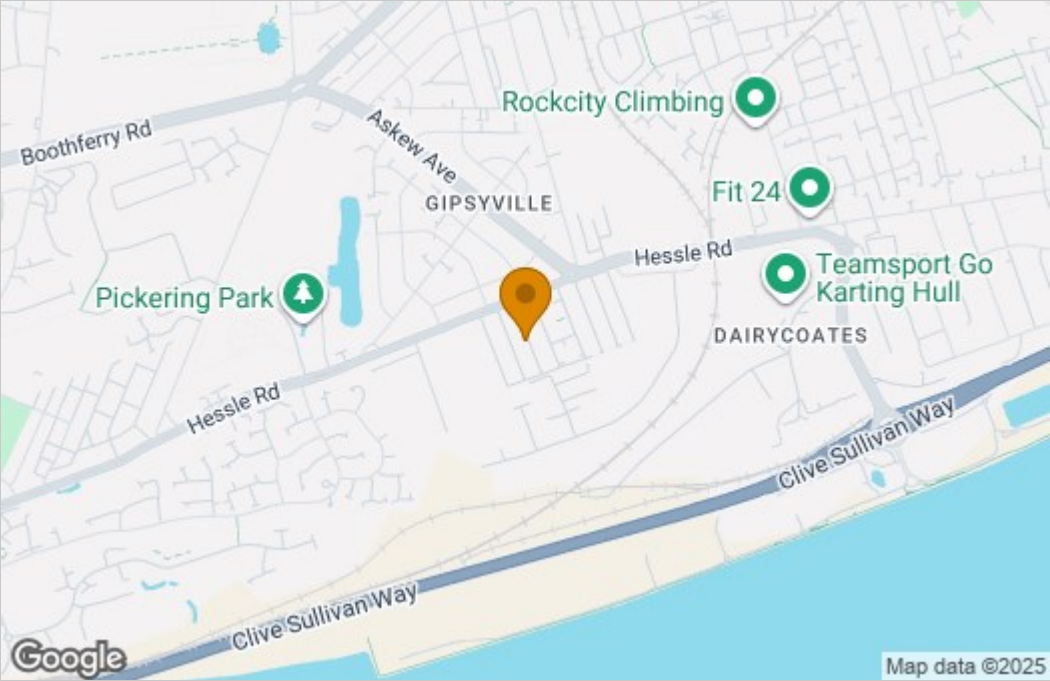 Rockcity Climbing
Boothferry Rd
Askew Ave
Fit 24
GIPSYVILLE
Hessle Rd
Teamsport Go
Karting Hull
Pickering Park
DAIRYCOATES
Hessle Rd
Clive Sullivan Way
Clive Sullivan Way
Google
Map data ©2025